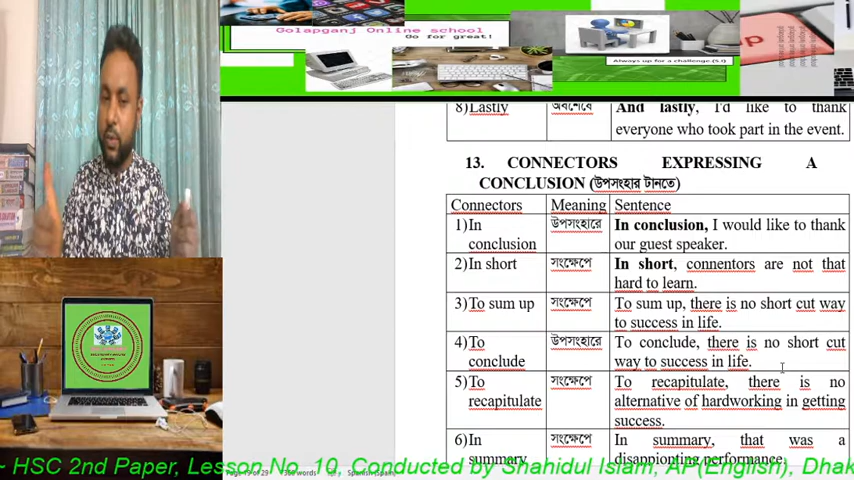 Golapganj Online school
Go for great!
Always up for a challenge(S.I)
8)Lastly অবশেষে And lastly, I'd like to thank
everyone who took part in the event.
13. CONNECTORS EXPRESSING A
CONCLUSION (উপসংহার টানতে)
Connectors Meaning Sentence
1)In উপসংহারে In conclusion, I would like to thank
conclusion our guest speaker.
2)In short সংক্ষেপে In short, connentors are not that
hard to learn.
3)To sum up সংক্ষেপে To sum up, there is no short cut way
to success in life.
4)To উপসংহারে To conclude, there is no short cut
conclude way to success in life.
5)To সংক্ষেপে To recapitulate, there is no
recapitulate alternative of hardworking in getting
success.
6)In সংক্ষেপে In summary, that was a
summary disappionting performance.
~ HSC 2nd Paper, Lesson No. 10, Conducted by Shahidul Islam, AP(English), Dhak